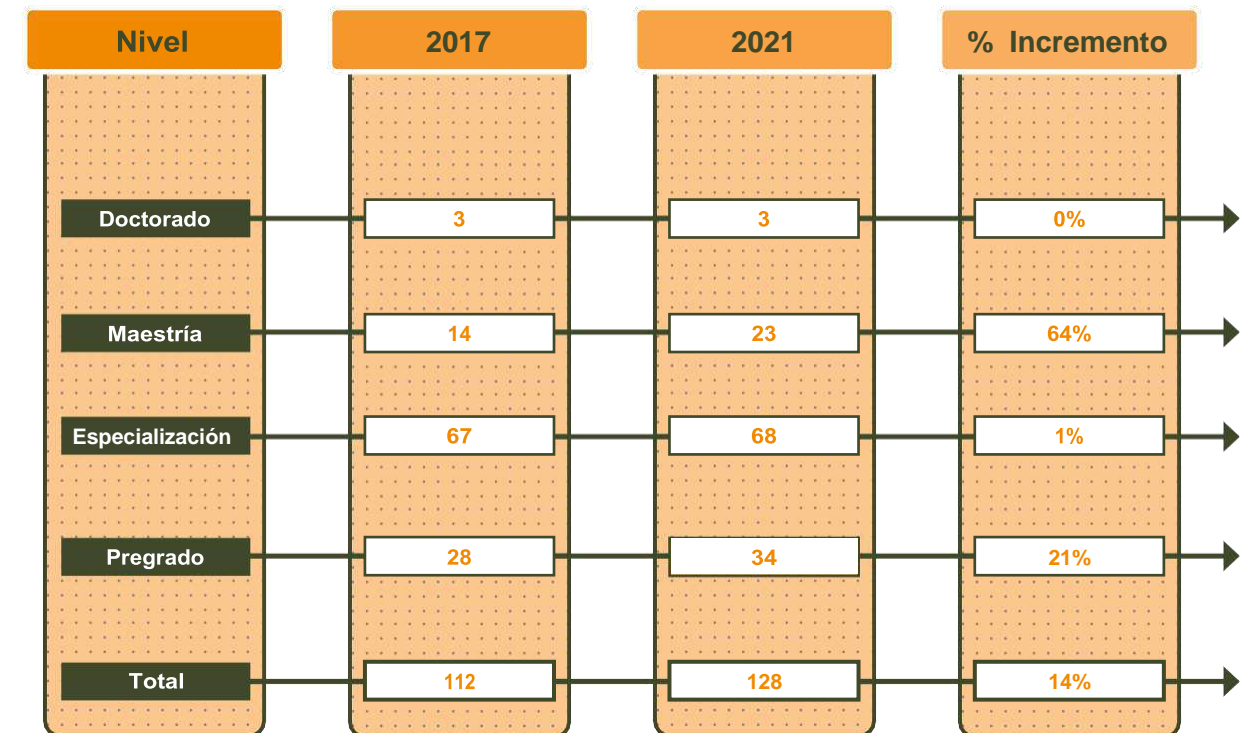 Nivel 2017 2021 % Incremento
Doctorado 3 3 0%
Maestría 14 23 64%
Especialización 67 68 1%
Pregrado 28 34 21%
Total 112 128 14%